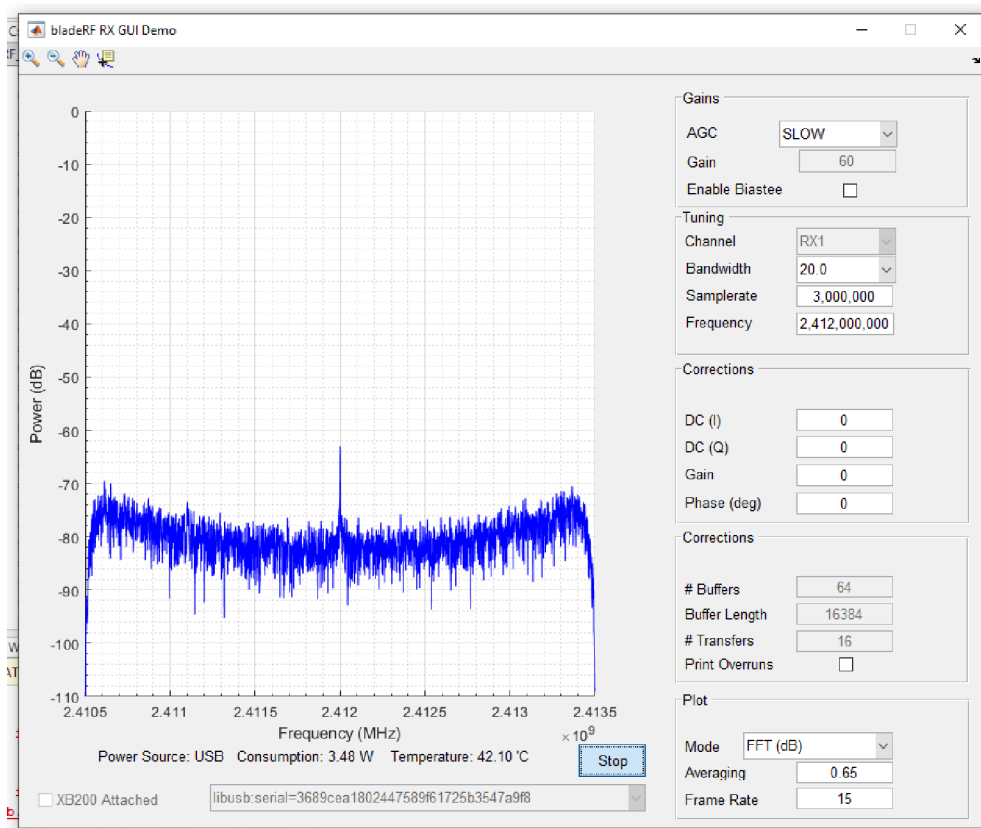 bladeRF RX GUI Demo
Gains
AGC SLOW
Gain 60
Enable Biastee
Tuning
Channel RX1
Bandwidth 20.0
Samplerate 3,000,000
Frequency 2,412,000,000
Corrections
DC (I) 0
DC (Q) 0
Gain 0
Phase (deg) 0
Corrections
# Buffers 64
Buffer Length 16384
# Transfers 16
Print Overruns
Plot
Mode FFT (dB)
Averaging 0.65
Frame Rate 15
0
-10
-20
-30
-40
-50
-60
-70
-80
-90
-100
-110
Power (dB)
2.4105 2.411 2.4115 2.412 2.4125 2.413 2.4135
Frequency (MHz)
×10^9
Power Source: USB Consumption: 3.48 W Temperature: 42.10 °C
Stop
XB200 Attached
libusb:serial=3689cea1802447589f61725b3547a9f8